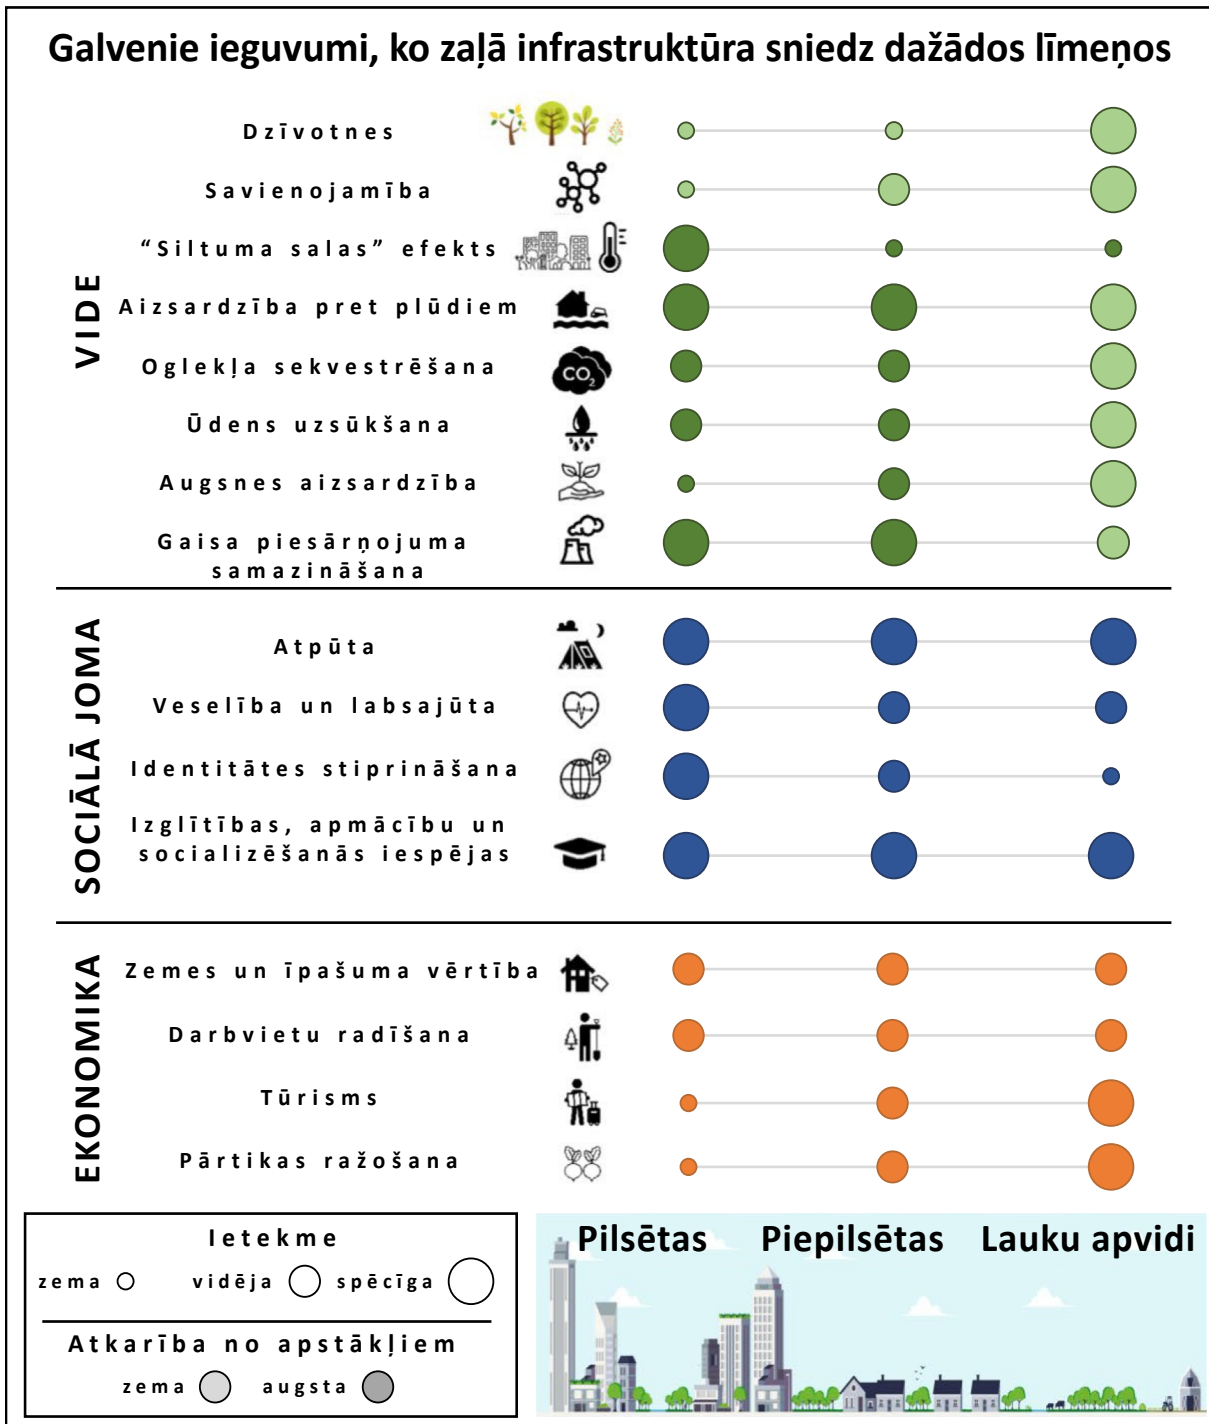 Galvenie ieguvumi, ko zaļā infrastruktūra sniedz dažādos līmeņos
VIDE
Dzīvotnes
Savienojamība
“Siltuma salas” efekts
Aizsardzība pret plūdiem
Oglekļa sekvestrēšana
CO2
Ūdens uzsūkšana
Augsnes aizsardzība
Gaisa piesārņojuma
samazināšana
SOCIĀLĀ JOMA
Atpūta
Veselība un labsajūta
Identitātes stiprināšana
Izglītības, apmācību un
socializēšanās iespējas
EKONOMIKA
Zemes un īpašuma vērtība
Darbvietu radīšana
Tūrisms
Pārtikas ražošana
Ietekme
zema vidēja spēcīga
Atkarība no apstākļiem
zema augsta
Pilsētas Piepilsētas Lauku apvidi